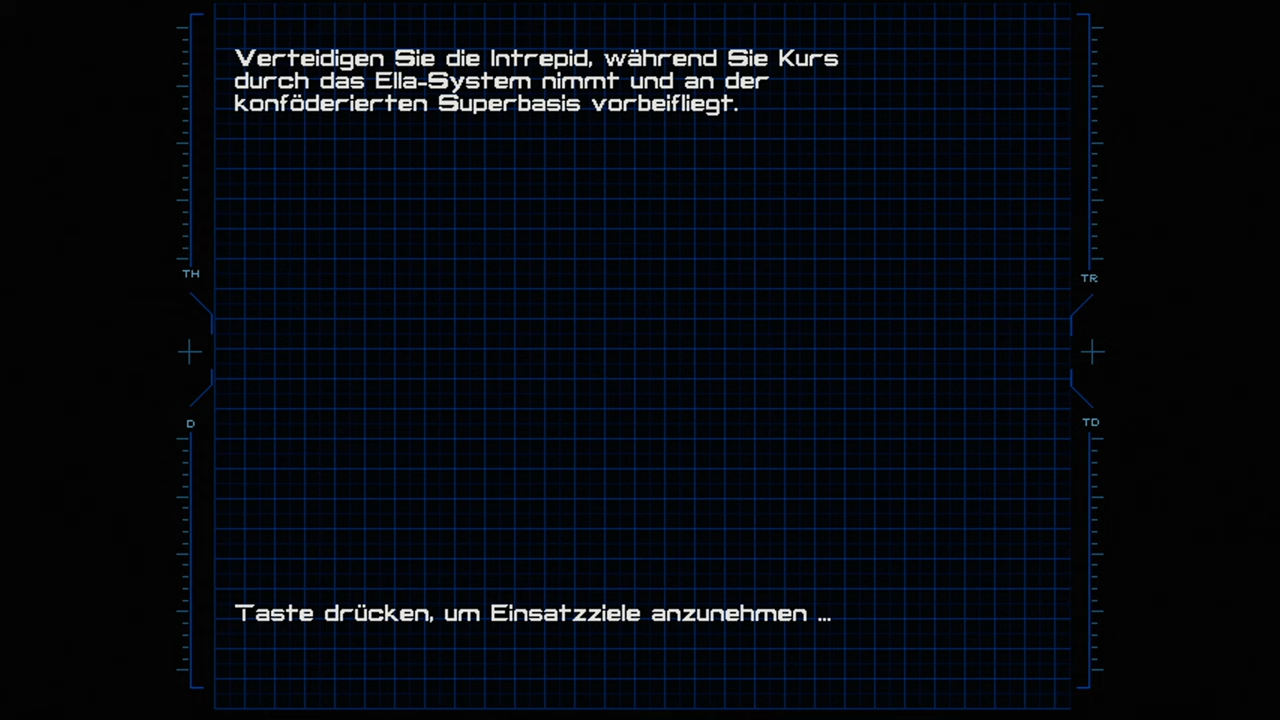 Verteidigen Sie die Intrepid, während Sie Kurs
durch das Ella-System nimmt und an der
konföderierten Superbasis vorbeifliegt.
TH
TR
D
TD
Taste drücken, um Einsatzziele anzunehmen ...